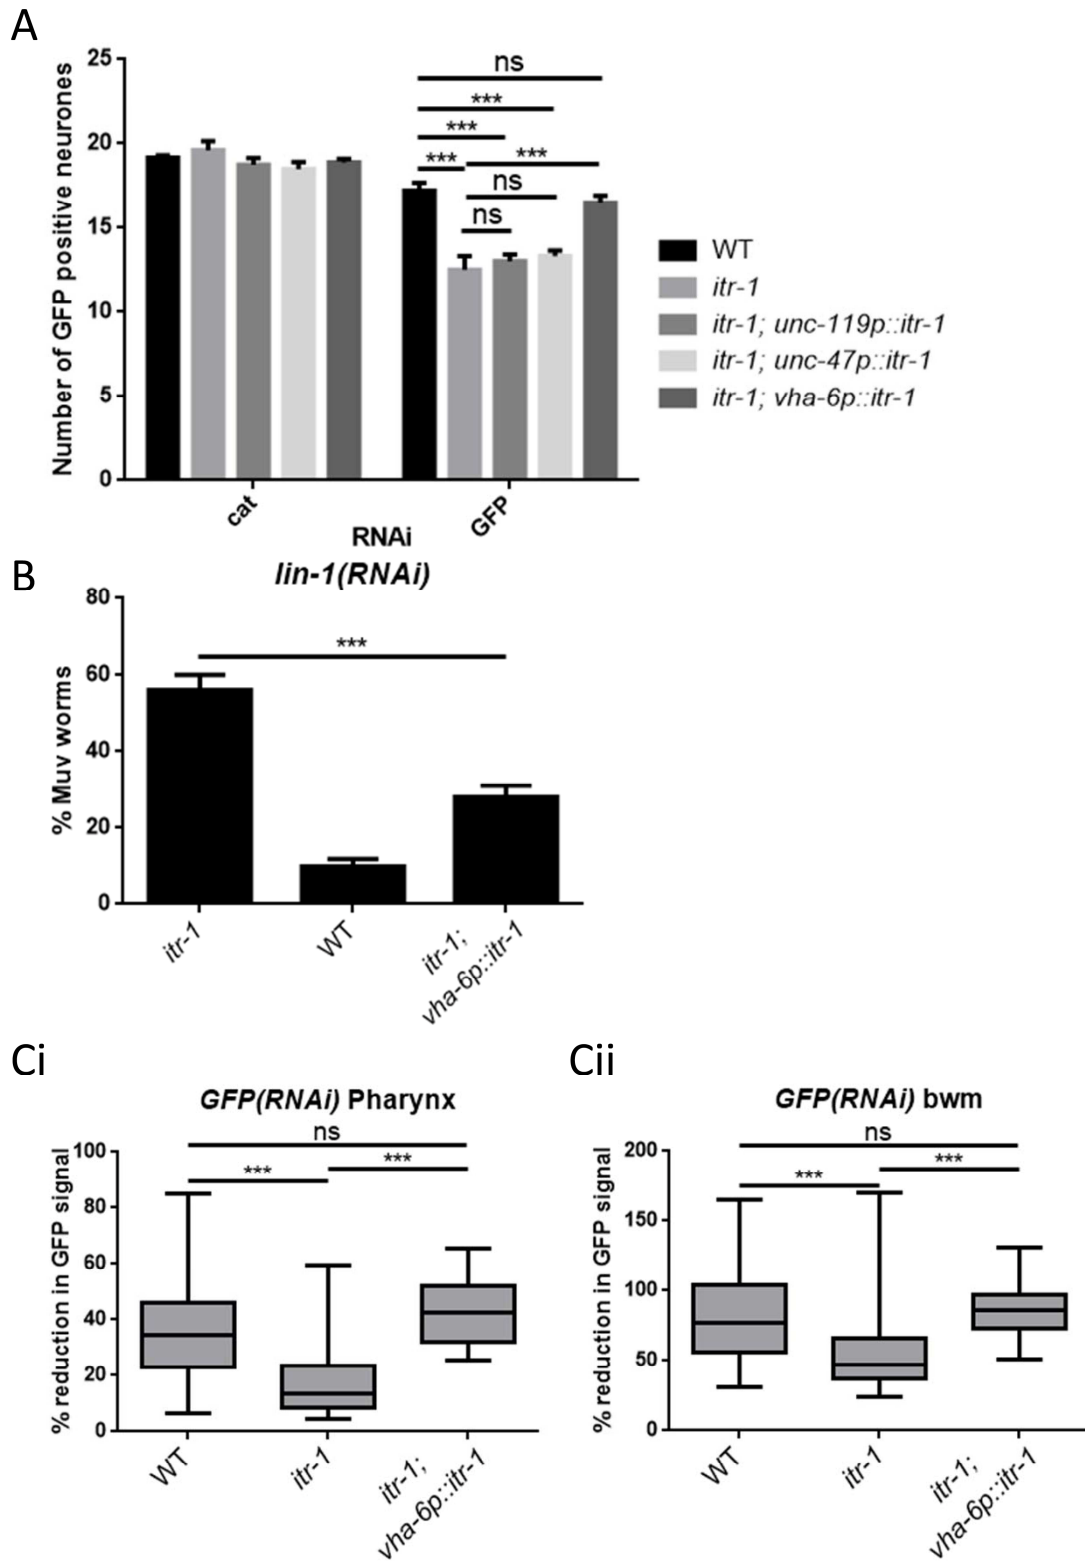 A
Number of GFP positive neurones
25
20
15
10
5
0
ns
***
***
***
***
ns
ns
cat
GFP
RNAi
WT
itr-1
itr-1; unc-119p::itr-1
itr-1; unc-47p::itr-1
itr-1; vha-6p::itr-1
B
lin-1(RNAi)
% Muv worms
80
60
40
20
0
***
itr-1
WT
itr-1;
vha-6p::itr-1
Ci
GFP(RNAi) Pharynx
% reduction in GFP signal
100
80
60
40
20
0
ns
***
***
WT
itr-1
itr-1;
vha-6p::itr-1
Cii
GFP(RNAi) bwm
% reduction in GFP signal
200
150
100
50
0
ns
***
***
WT
itr-1
itr-1;
vha-6p::itr-1